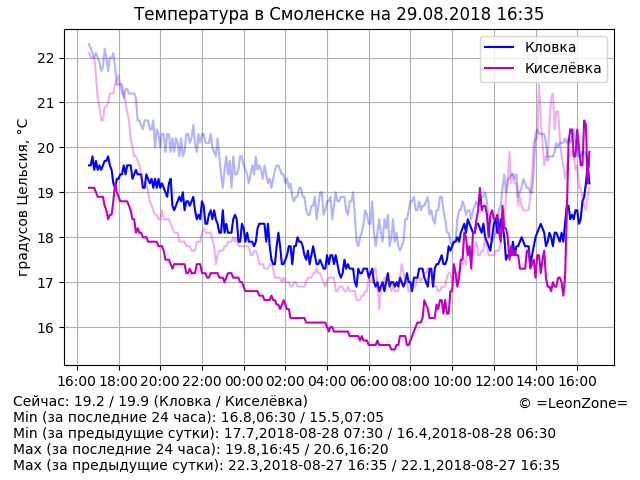 Температура в Смоленске на 29.08.2018 16:35
градусов Цельсия, °C
22
21
20
19
18
17
16
Кловка
Киселёвка
16:00 18:00 20:00 22:00 00:00 02:00 04:00 06:00 08:00 10:00 12:00 14:00 16:00
Сейчас: 19.2 / 19.9 (Кловка / Киселёвка)
© =LeonZone=
Min (за последние 24 часа): 16.8,06:30 / 15.5,07:05
Min (за предыдущие сутки): 17.7,2018-08-28 07:30 / 16.4,2018-08-28 06:30
Max (за последние 24 часа): 19.8,16:45 / 20.6,16:20
Max (за предыдущие сутки): 22.3,2018-08-27 16:35 / 22.1,2018-08-27 16:35